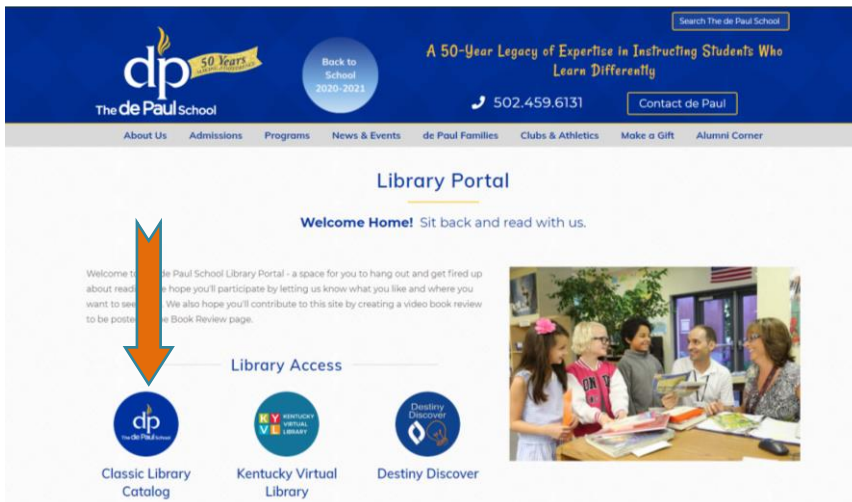 Search The de Paul School
dp
50 Years
The de Paul School
Back to
School
2020-2021
A 50-Year Legacy of Expertise in Instructing Students Who
Learn Differently
502.459.6131
Contact de Paul
About Us Admissions Programs News & Events de Paul Families Clubs & Athletics Make a Gift Alumni Corner
Library Portal
Welcome Home! Sit back and read with us.
Welcome to de Paul School Library Portal - a space for you to hang out and get fired up
about hope you'll participate by letting us know what you like and where you
want to We also hope you'll contribute to this site by creating a video book review
to be Book Review page.
Library Access
dp
The de Paul School
KY
VL
KENTUCKY
VIRTUAL
LIBRARY
Destiny
Discover
Classic Library
Catalog
Kentucky Virtual
Library
Destiny Discover